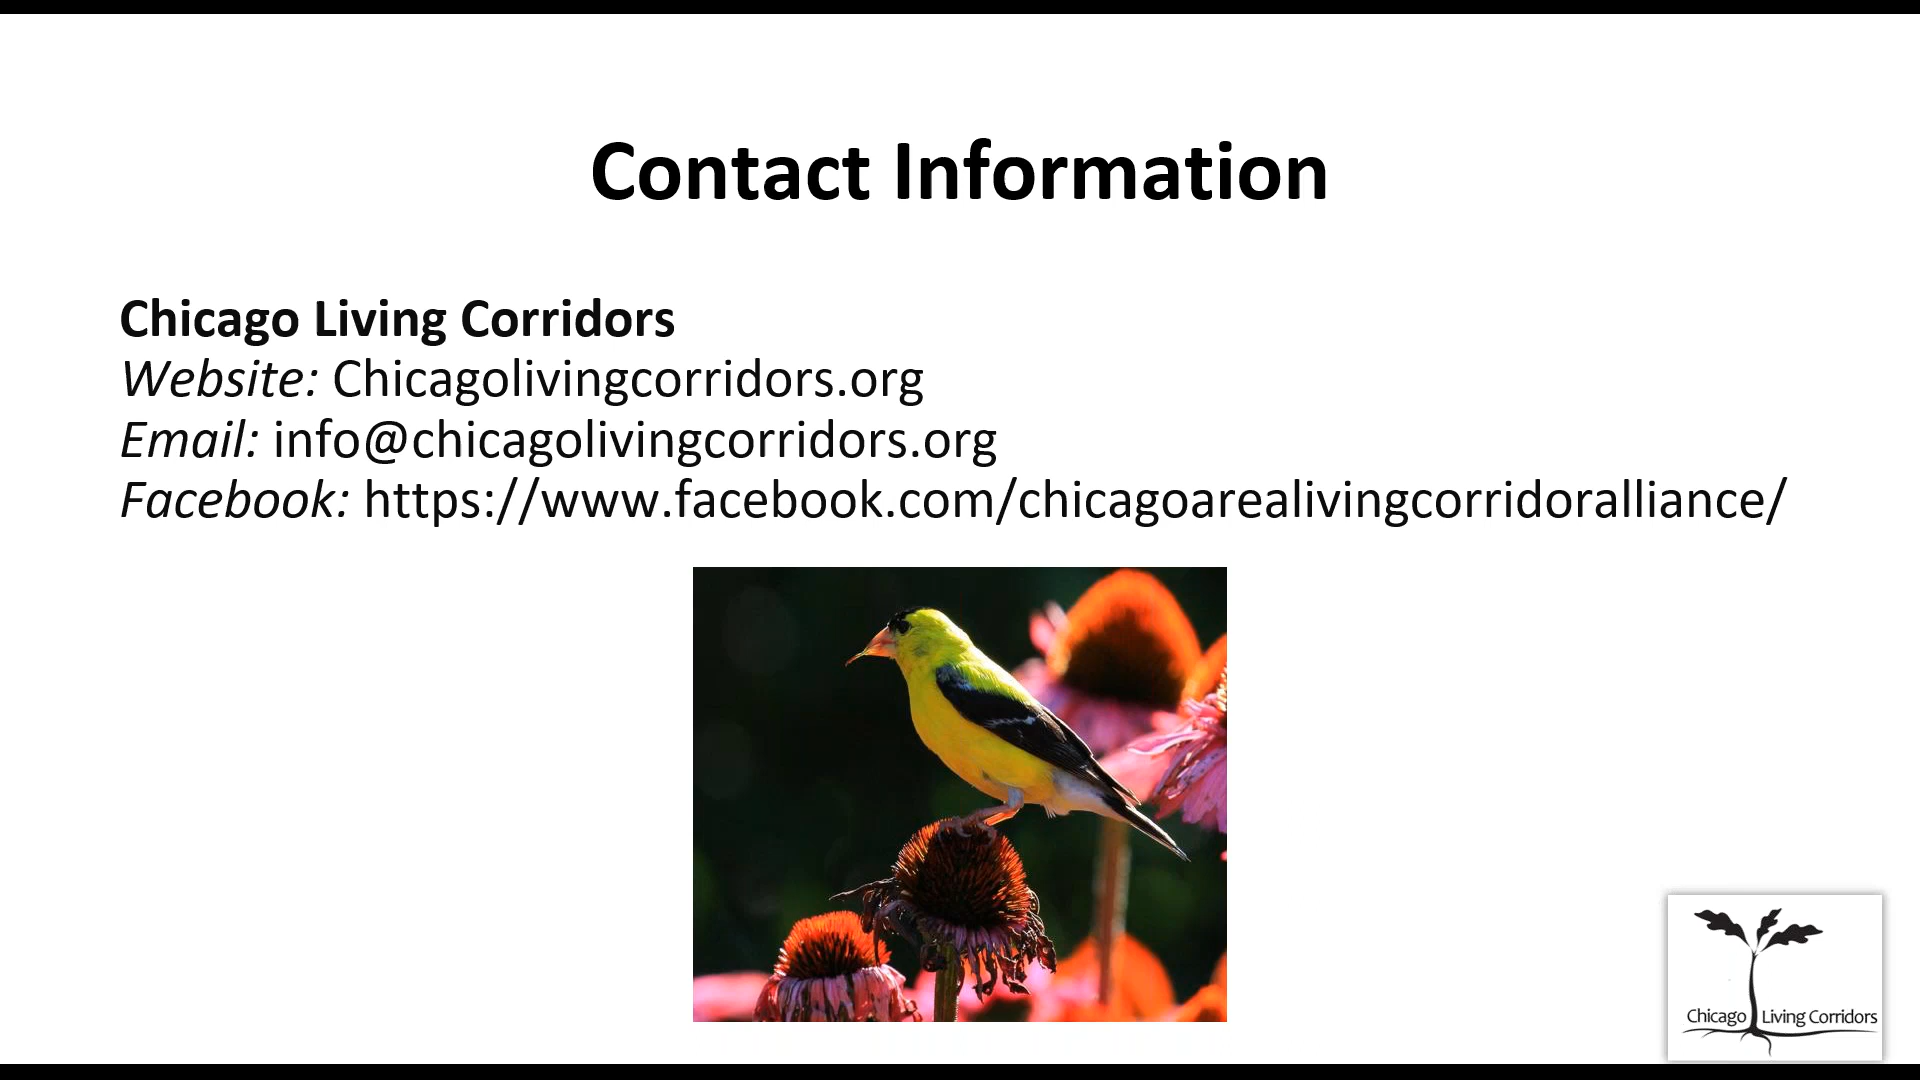 Contact Information
Chicago Living Corridors
Website: Chicagolivingcorridors.org
Email: info@chicagolivingcorridors.org
Facebook: https://www.facebook.com/chicagoarealivingcorridoralliance/
Chicago Living Corridors